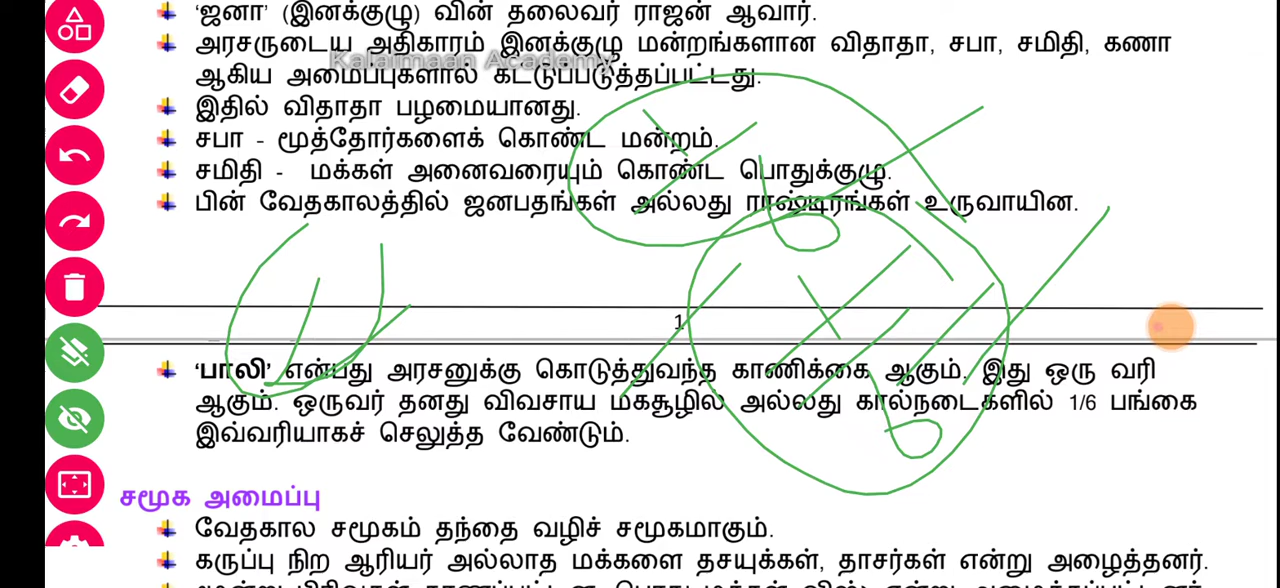 ‘ஜனா’ (இனக்குழு) வின் தலைவர் ராஜன் ஆவார்.
அரசருடைய அதிகாரம் இனக்குழு மன்றங்களான விதாதா, சபா, சமிதி, கணா
Kalaimaan Academy
ஆகிய அமைப்புகளால் கட்டுப்படுத்தப்பட்டது.
இதில் விதாதா பழமையானது.
சபா - மூத்தோர்களைக் கொண்ட மன்றம்.
சமிதி - மக்கள் அனைவரையும் கொண்ட பொதுக்குழு.
பின் வேதகாலத்தில் ஜனபதங்கள் அல்லது ராஷ்டிரங்கள் உருவாயின.
1
‘பாலி’ என்பது அரசனுக்கு கொடுத்துவந்த காணிக்கை ஆகும். இது ஒரு வரி
ஆகும். ஒருவர் தனது விவசாய மகசூழில் அல்லது கால்நடைகளில் 1/6 பங்கை
இவ்வரியாகச் செலுத்த வேண்டும்.
சமூக அமைப்பு
வேதகால சமூகம் தந்தை வழிச் சமூகமாகும்.
கருப்பு நிற ஆரியர் அல்லாத மக்களை தசயுக்கள், தாசர்கள் என்று அழைத்தனர்.